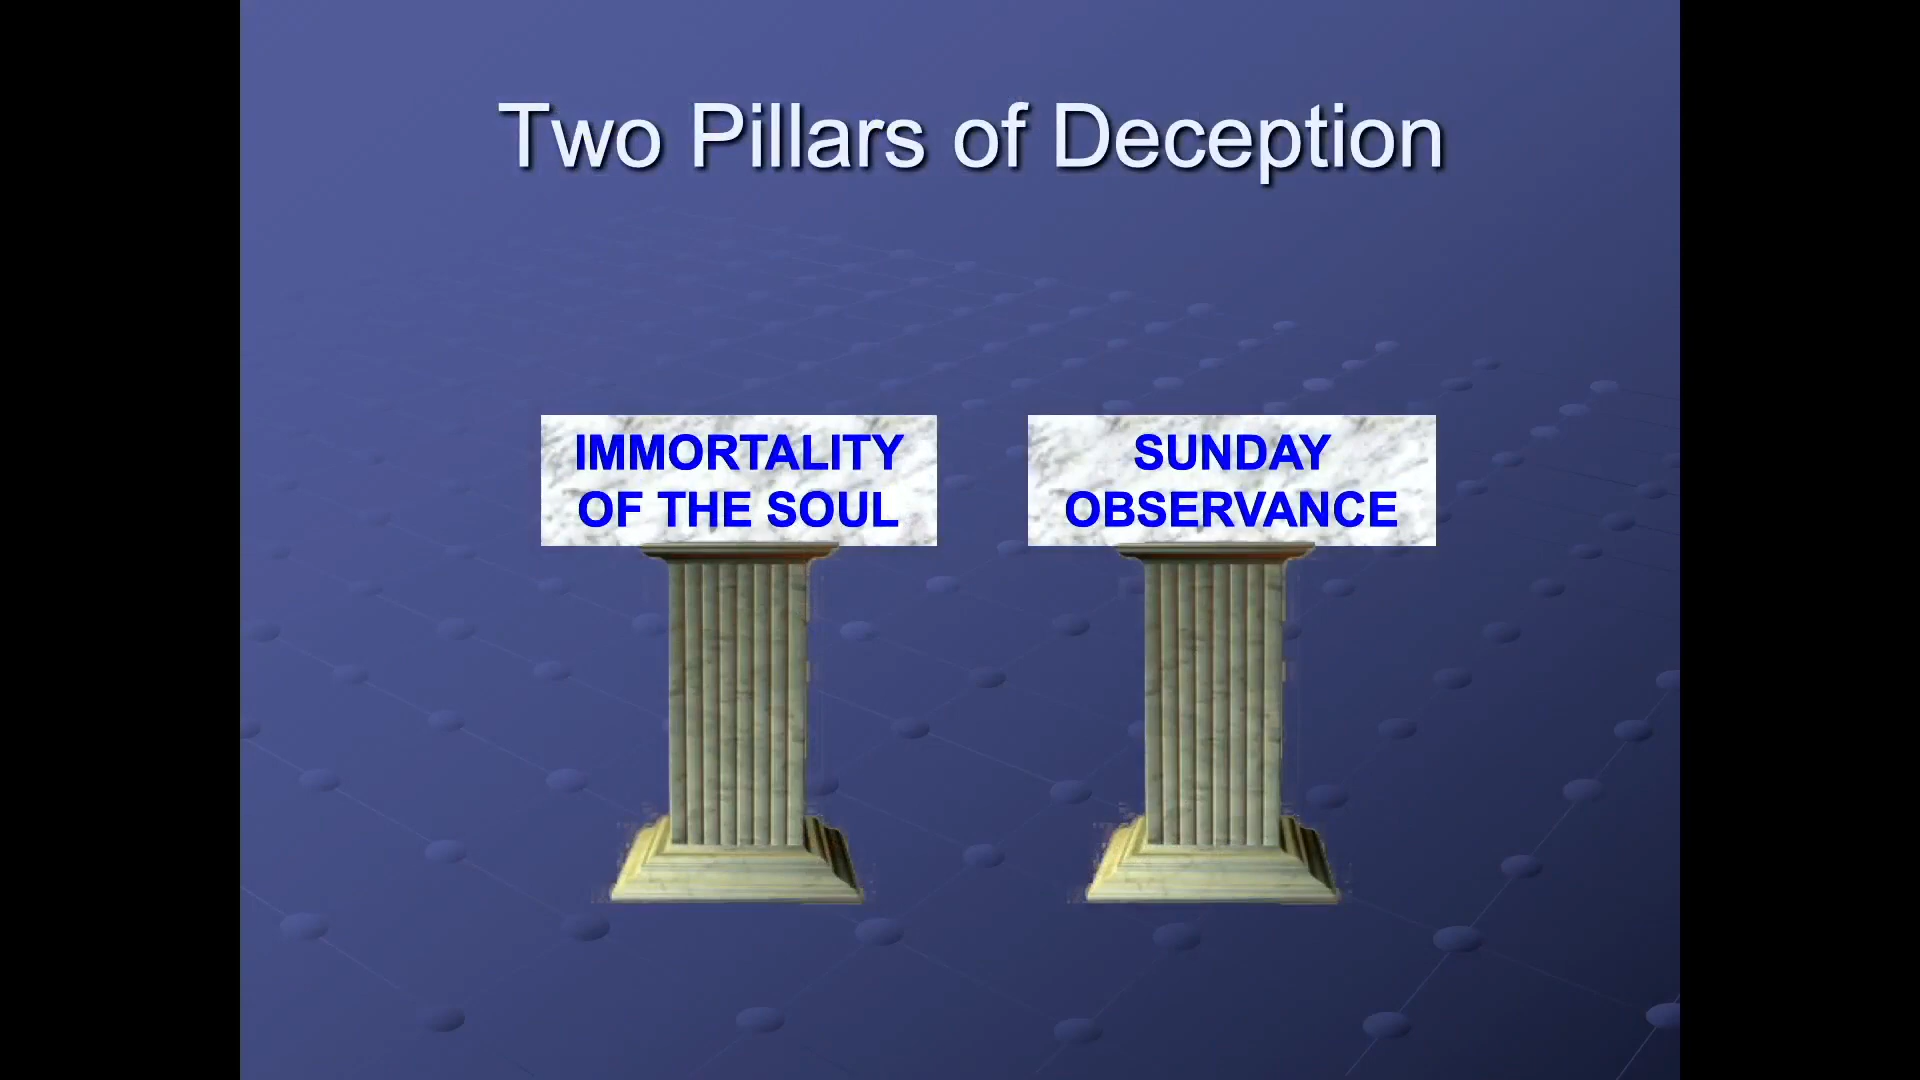 Two Pillars of Deception
IMMORTALITY
OF THE SOUL
SUNDAY
OBSERVANCE